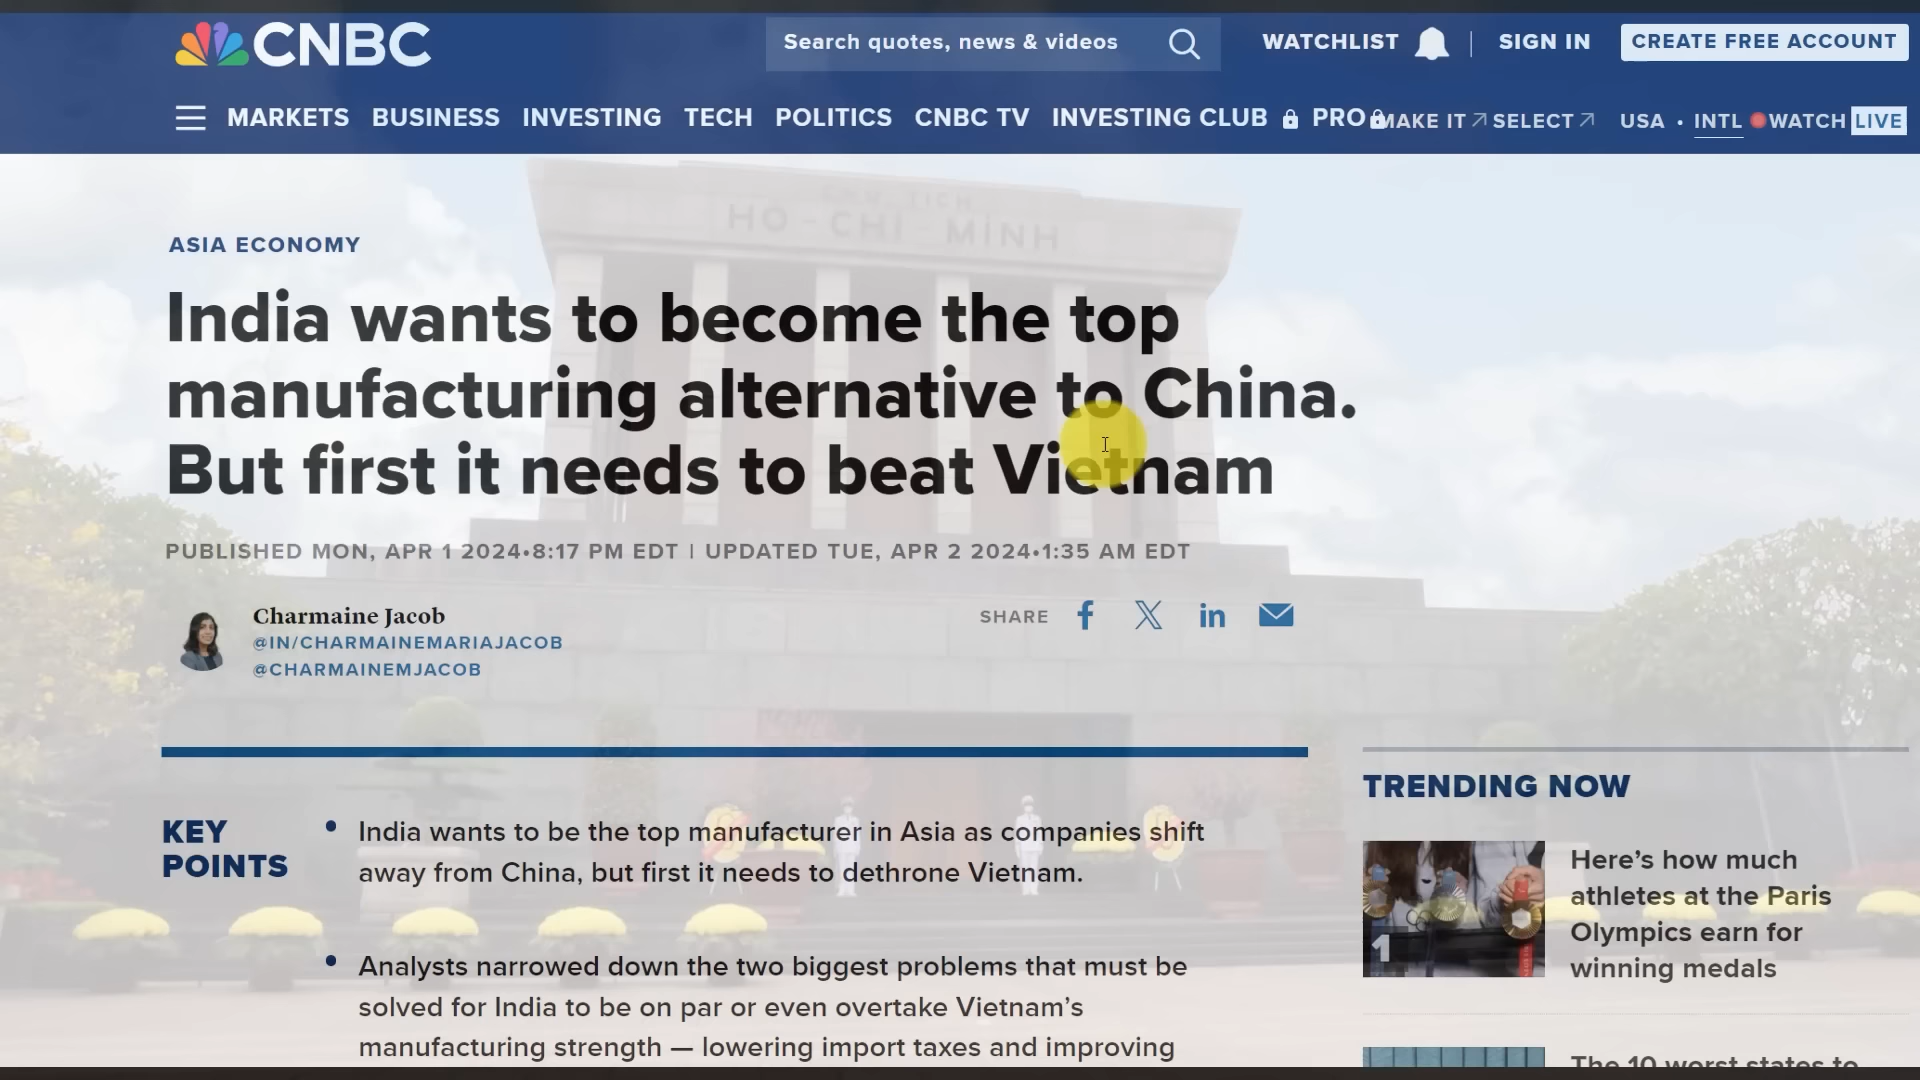 CNBC
Search quotes, news & videos
WATCHLIST
SIGN IN
CREATE FREE ACCOUNT
MARKETS BUSINESS INVESTING TECH POLITICS CNBC TV INVESTING CLUB PRO MAKE IT SELECT USA • INTL WATCH LIVE
HO-CHI-MINH
ASIA ECONOMY
India wants to become the top
manufacturing alternative to China.
But first it needs to beat Vietnam
PUBLISHED MON, APR 1 2024•8:17 PM EDT | UPDATED TUE, APR 2 2024•1:35 AM EDT
Charmaine Jacob
@IN/CHARMAINEMARIAJACOB
@CHARMAINEMJACOB
SHARE
KEY
POINTS
• India wants to be the top manufacturer in Asia as companies shift
away from China, but first it needs to dethrone Vietnam.
• Analysts narrowed down the two biggest problems that must be
solved for India to be on par or even overtake Vietnam’s
manufacturing strength — lowering import taxes and improving
TRENDING NOW
1
Here’s how much
athletes at the Paris
Olympics earn for
winning medals
The 10 worst states to